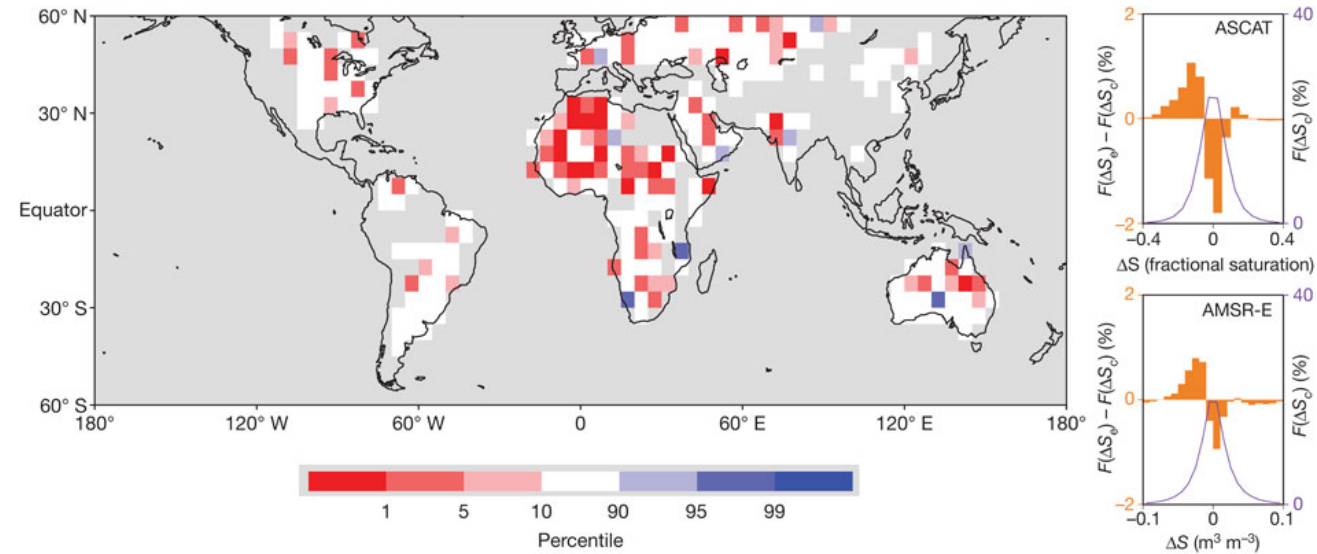 60° N
30° N
Equator
30° S
60° S
180°
120° W
60° W
0
60° E
120° E
180°
1
5
10
90
95
99
Percentile
ASCAT
2
0
−2
40
0
F(ΔSe) − F(ΔSc) (%)
F(ΔSc) (%)
−0.4
0
0.4
ΔS (fractional saturation)
AMSR-E
2
0
−2
40
0
F(ΔSe) − F(ΔSc) (%)
F(ΔSc) (%)
−0.1
0
0.1
ΔS (m³ m⁻³)